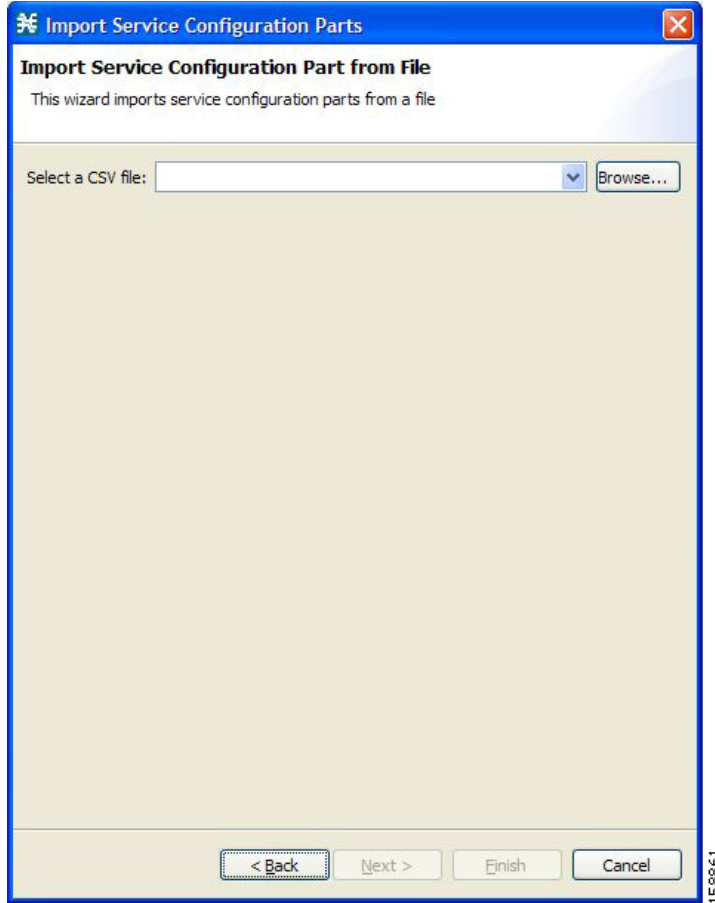 Import Service Configuration Parts
Import Service Configuration Part from File
This wizard imports service configuration parts from a file
Select a CSV file: Browse...
< Back Next > Finish Cancel
158861